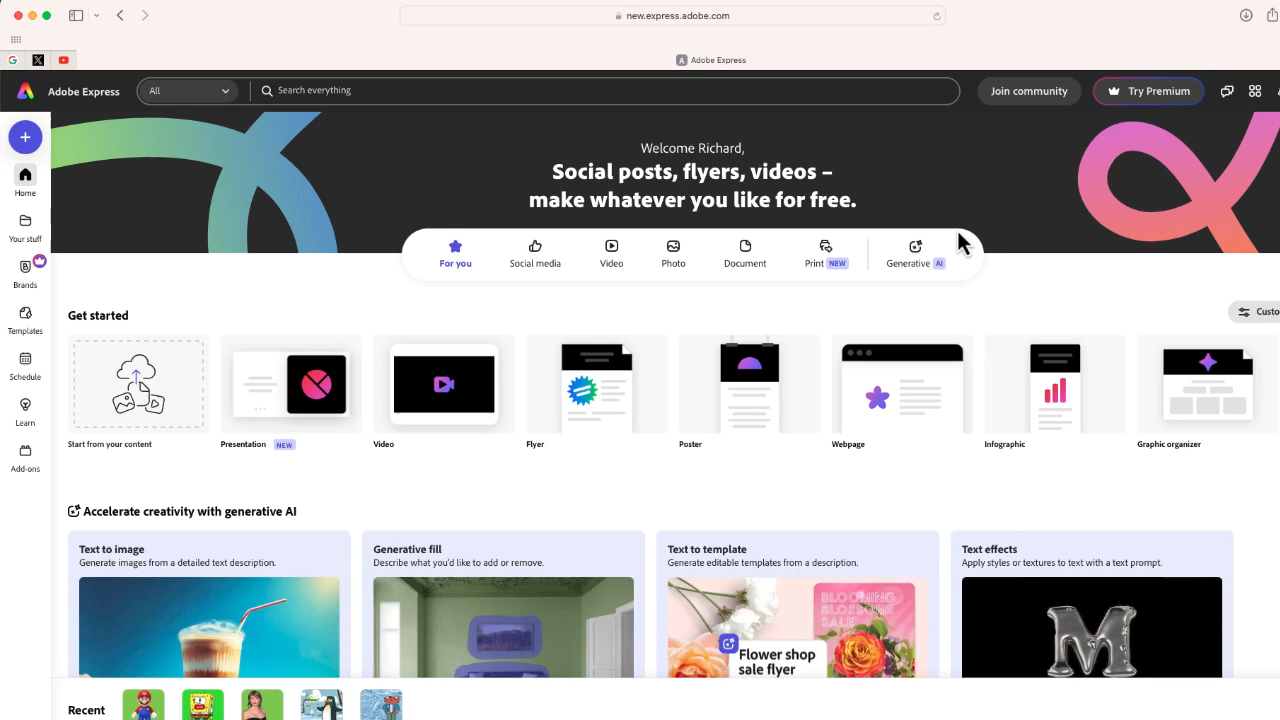 new.express.adobe.com
Adobe Express
Adobe Express
All
Search everything
Join community
Try Premium
Welcome Richard,
Social posts, flyers, videos –
make whatever you like for free.
Home
Your stuff
Brands
Templates
Schedule
Learn
Add-ons
For you
Social media
Video
Photo
Document
Print NEW
Generative AI
Get started
Custo
Start from your content
Presentation NEW
Video
Flyer
Poster
Webpage
Infographic
Graphic organizer
Accelerate creativity with generative AI
Text to image
Generate images from a detailed text description.
Generative fill
Describe what you'd like to add or remove.
Text to template
Generate editable templates from a description.
BLOOMING
BLOSSOMS
SALE
Flower shop
sale flyer
Text effects
Apply styles or textures to text with a text prompt.
M
Recent